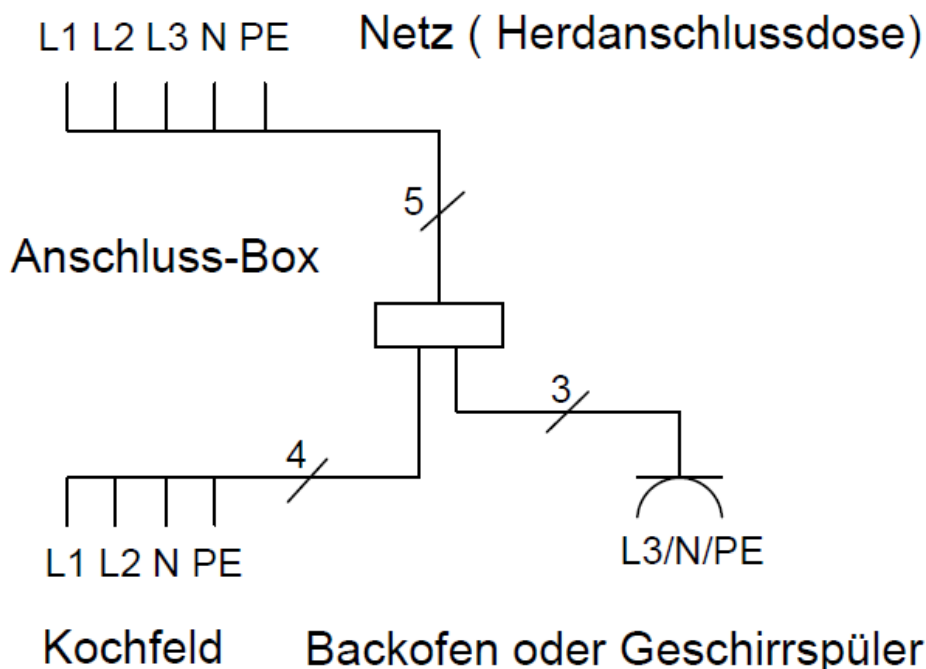 L1 L2 L3 N PE
Netz ( Herdanschlussdose)
5
Anschluss-Box
3
4
L1 L2 N PE
L3/N/PE
Kochfeld
Backofen oder Geschirrspüler